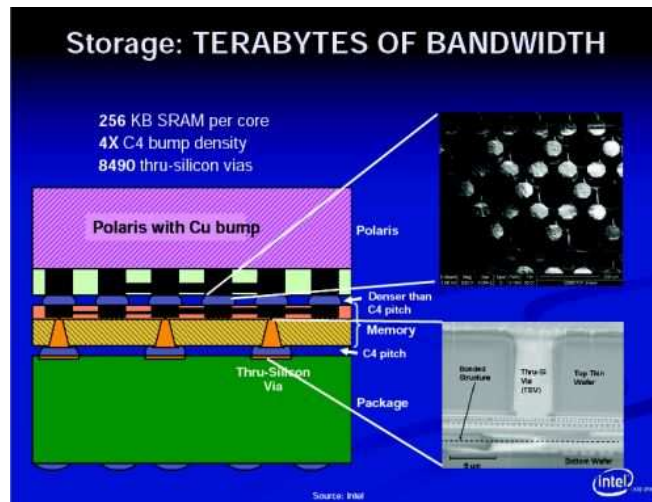 Storage: TERABYTES OF BANDWIDTH
256 KB SRAM per core
4X C4 bump density
8490 thru-silicon vias
Polaris with Cu bump
Polaris
Denser than
C4 pitch
Memory
C4 pitch
Thru-Silicon
Via
Package
Bonded
Structure
Thru-Si
Via
(TSV)
Top Thin
Wafer
5 µm
Bottom Wafer
Source: Intel
intel